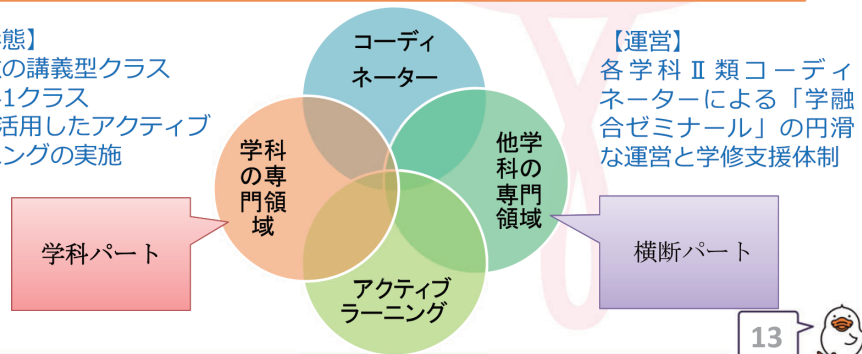 態】
の講義型クラス
1クラス
活用したアクティブ
ニングの実施
コーディ
ネーター
【運営】
各学科Ⅱ類コーディ
ネーターによる「学融
合ゼミナール」の円滑
な運営と学修支援体制
学科
の専
門領
域
他学
科の
専門
領域
学科パート
横断パート
アクティブ
ラーニング
13